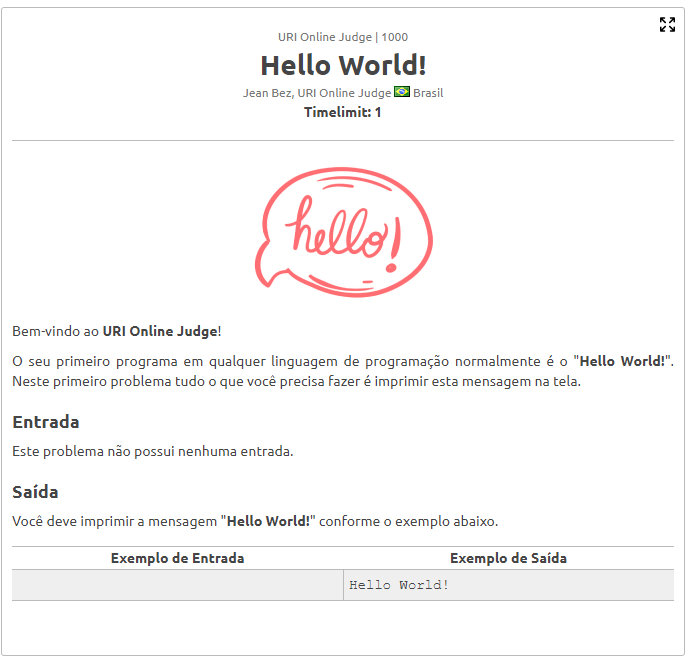 URI Online Judge | 1000
Hello World!
Jean Bez, URI Online Judge Brasil
Timelimit: 1
hello!
Bem-vindo ao URI Online Judge!
O seu primeiro programa em qualquer linguagem de programação normalmente é o "Hello World!".
Neste primeiro problema tudo o que você precisa fazer é imprimir esta mensagem na tela.
Entrada
Este problema não possui nenhuma entrada.
Saída
Você deve imprimir a mensagem "Hello World!" conforme o exemplo abaixo.
Exemplo de Entrada Exemplo de Saída
Hello World!